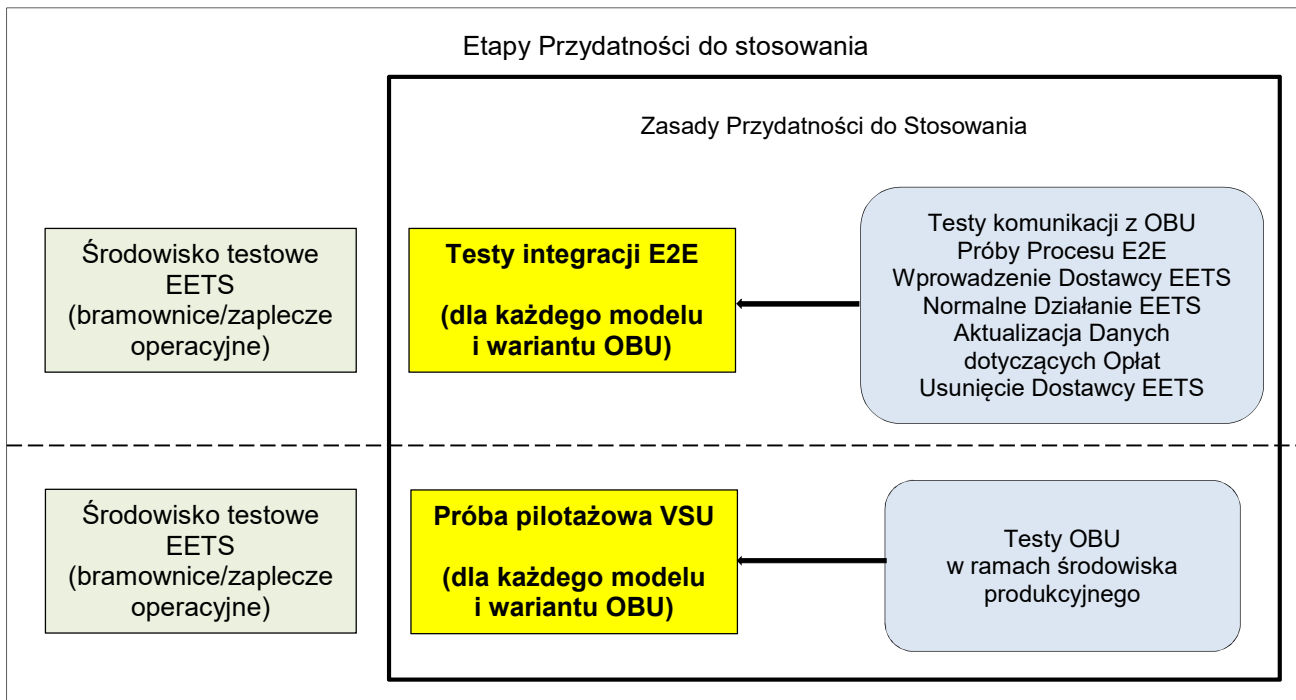 Etapy Przydatności do stosowania
Zasady Przydatności do Stosowania
Środowisko testowe
EETS
(bramownice/zaplecze
operacyjne)
Testy integracji E2E
(dla każdego modelu
i wariantu OBU)
Testy komunikacji z OBU
Próby Procesu E2E
Wprowadzenie Dostawcy EETS
Normalne Działanie EETS
Aktualizacja Danych
dotyczących Opłat
Usunięcie Dostawcy EETS
Środowisko testowe
EETS
(bramownice/zaplecze
operacyjne)
Próba pilotażowa VSU
(dla każdego modelu
i wariantu OBU)
Testy OBU
w ramach środowiska
produkcyjnego